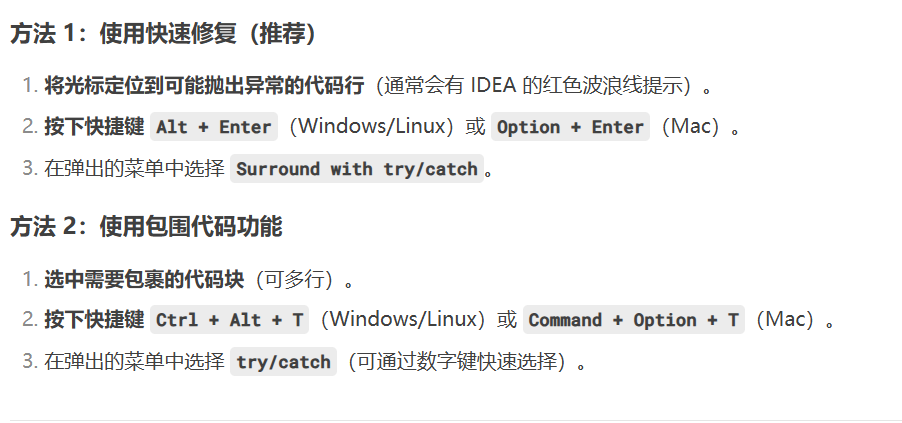 方法 1：使用快速修复（推荐）
1. 将光标定位到可能抛出异常的代码行（通常会有 IDEA 的红色波浪线提示）。
2. 按下快捷键 Alt + Enter（Windows/Linux）或 Option + Enter（Mac）。
3. 在弹出的菜单中选择 Surround with try/catch。
方法 2：使用包围代码功能
1. 选中需要包裹的代码块（可多行）。
2. 按下快捷键 Ctrl + Alt + T（Windows/Linux）或 Command + Option + T（Mac）。
3. 在弹出的菜单中选择 try/catch（可通过数字键快速选择）。